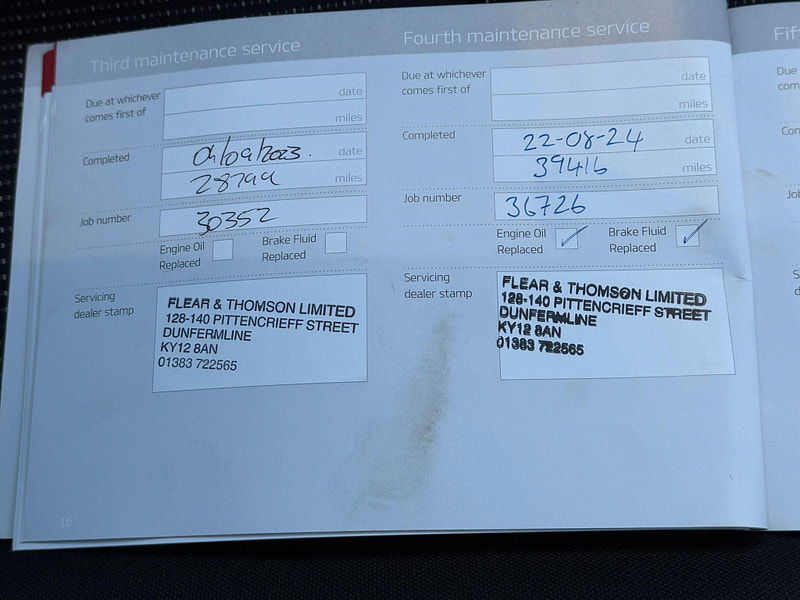 Third maintenance service
Due at whichever
comes first of
date
miles
Completed
04/09/2023.
date
28799
miles
Job number
30352
Engine Oil
Replaced
Brake Fluid
Replaced
Servicing
dealer stamp
FLEAR & THOMSON LIMITED
128-140 PITTENCRIEFF STREET
DUNFERMLINE
KY12 8AN
01383 722565
16
Fourth maintenance service
Due at whichever
comes first of
date
miles
Completed
22-08-24
date
39416
miles
Job number
36726
Engine Oil
Replaced
Brake Fluid
Replaced
Servicing
dealer stamp
FLEAR & THOMSON LIMITED
128-140 PITTENCRIEFF STREET
DUNFERMLINE
KY12 8AN
01383 722565